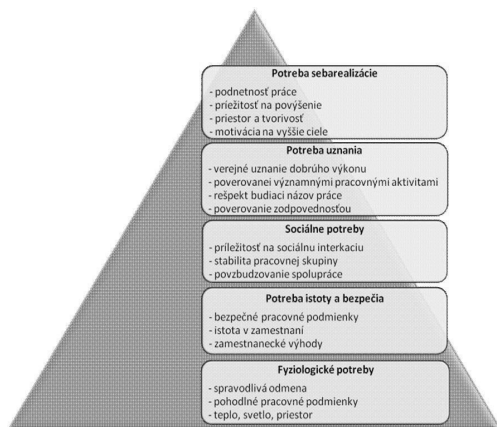 Potreba sebarealizácie
- podnetnosť práce
- priežitosť na povýšenie
- priestor a tvorivosť
- motivácia na vyššie ciele
Potreba uznania
- verejné uznanie dobrúho výkonu
- poverovanei významnými pracovnými aktivitami
- rešpekt budiaci názov práce
- poverovanie zodpovednosťou
Sociálne potreby
- príležitosť na sociálnu interkaciu
- stabilita pracovnej skupiny
- povzbudzovanie spolupráce
Potreba istoty a bezpečia
- bezpečné pracovné podmienky
- istota v zamestnaní
- zamestnanecké výhody
Fyziologické potreby
- spravodlivá odmena
- pohodlné pracovné podmienky
- teplo, svetlo, priestor